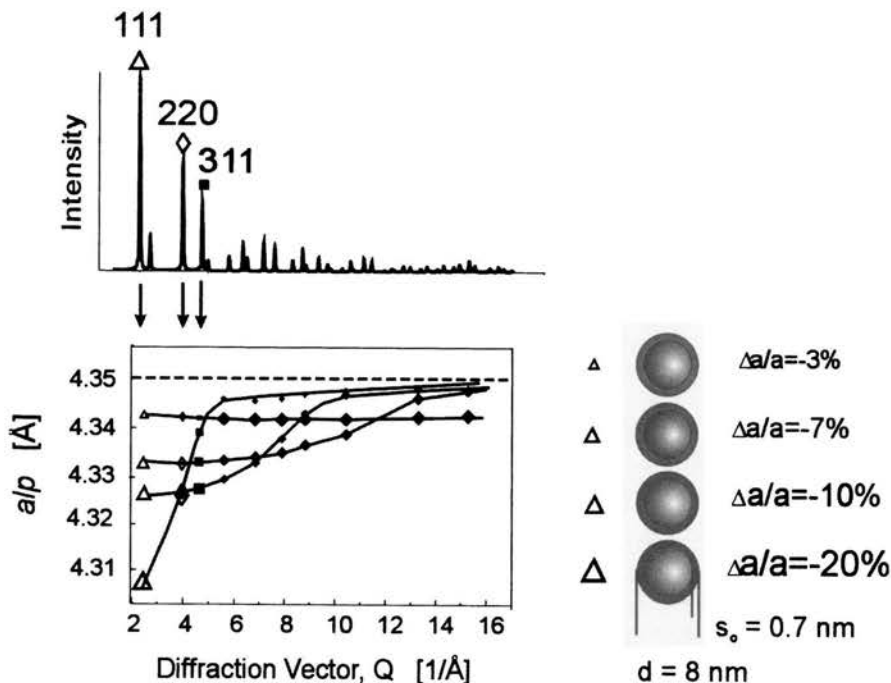 111
220
311
Intensity
4.35
4.34
4.33
4.32
4.31
a/p [Å]
2 4 6 8 10 12 14 16
Diffraction Vector, Q [1/Å]
Δa/a=-3%
Δa/a=-7%
Δa/a=-10%
Δa/a=-20%
s₀ = 0.7 nm
d = 8 nm